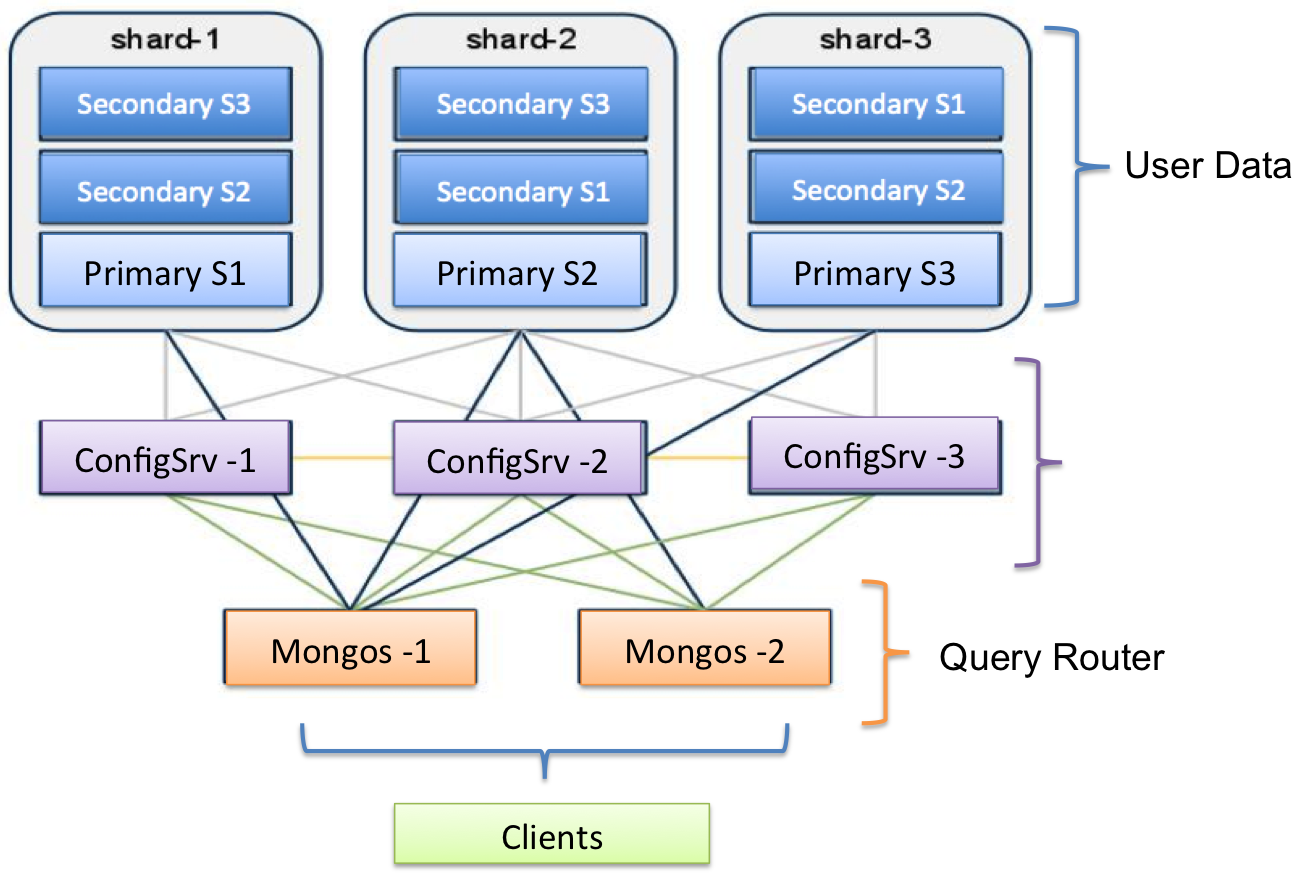 shard-1
shard-2
shard-3
Secondary S3
Secondary S3
Secondary S1
Secondary S2
Secondary S1
Secondary S2
User Data
Primary S1
Primary S2
Primary S3
ConfigSrv -1
ConfigSrv -2
ConfigSrv -3
Mongos -1
Mongos -2
Query Router
Clients